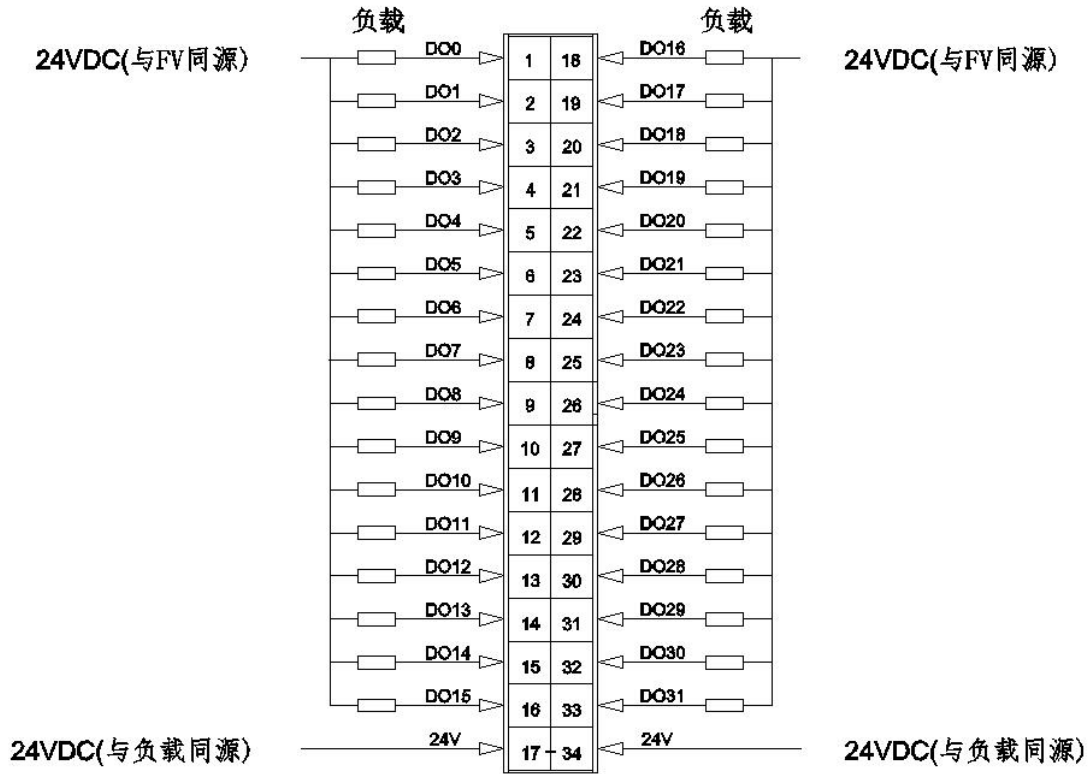 负载 负载
24VDC(与FV同源) DO0 1 18 DO16 24VDC(与FV同源)
DO1 2 19 DO17
DO2 3 20 DO18
DO3 4 21 DO19
DO4 5 22 DO20
DO5 6 23 DO21
DO6 7 24 DO22
DO7 8 25 DO23
DO8 9 26 DO24
DO9 10 27 DO25
DO10 11 28 DO26
DO11 12 29 DO27
DO12 13 30 DO28
DO13 14 31 DO29
DO14 15 32 DO30
DO15 16 33 DO31
24VDC(与负载同源) 24V 17 34 24V 24VDC(与负载同源)